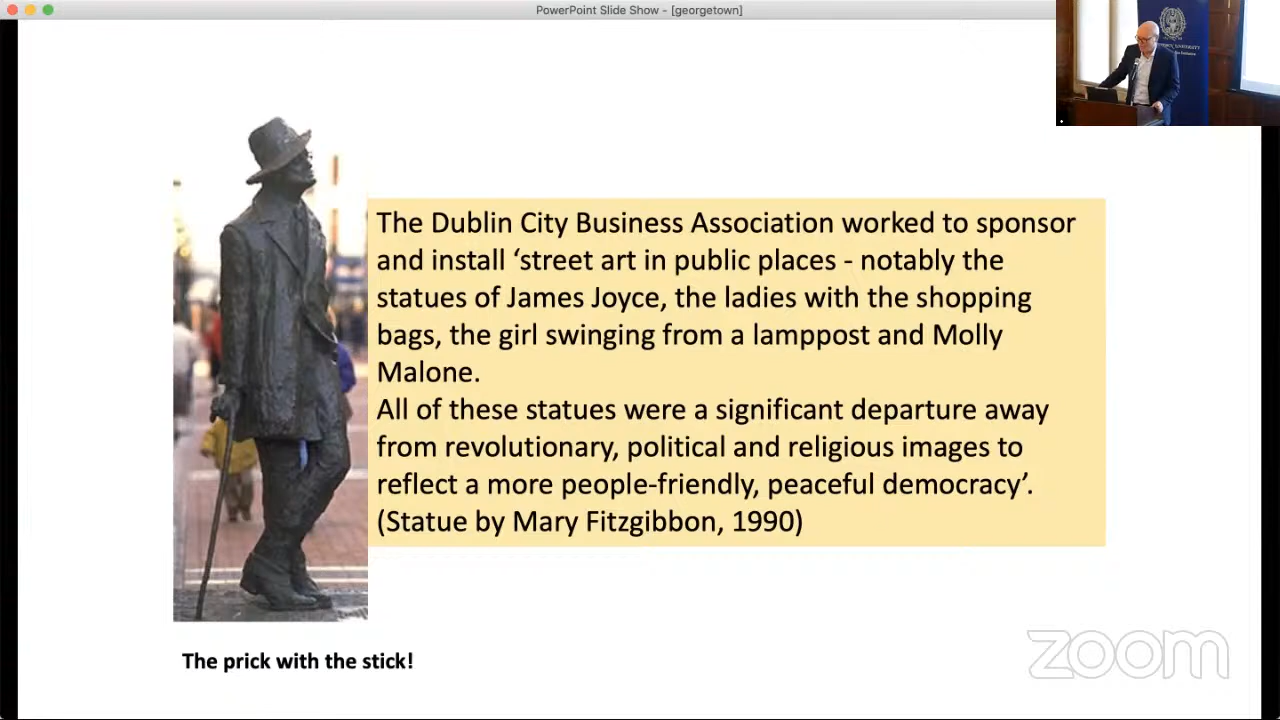 PowerPoint Slide Show - [georgetown]
The Dublin City Business Association worked to sponsor
and install ‘street art in public places - notably the
statues of James Joyce, the ladies with the shopping
bags, the girl swinging from a lamppost and Molly
Malone.
All of these statues were a significant departure away
from revolutionary, political and religious images to
reflect a more people-friendly, peaceful democracy’.
(Statue by Mary Fitzgibbon, 1990)
The prick with the stick!
zoom